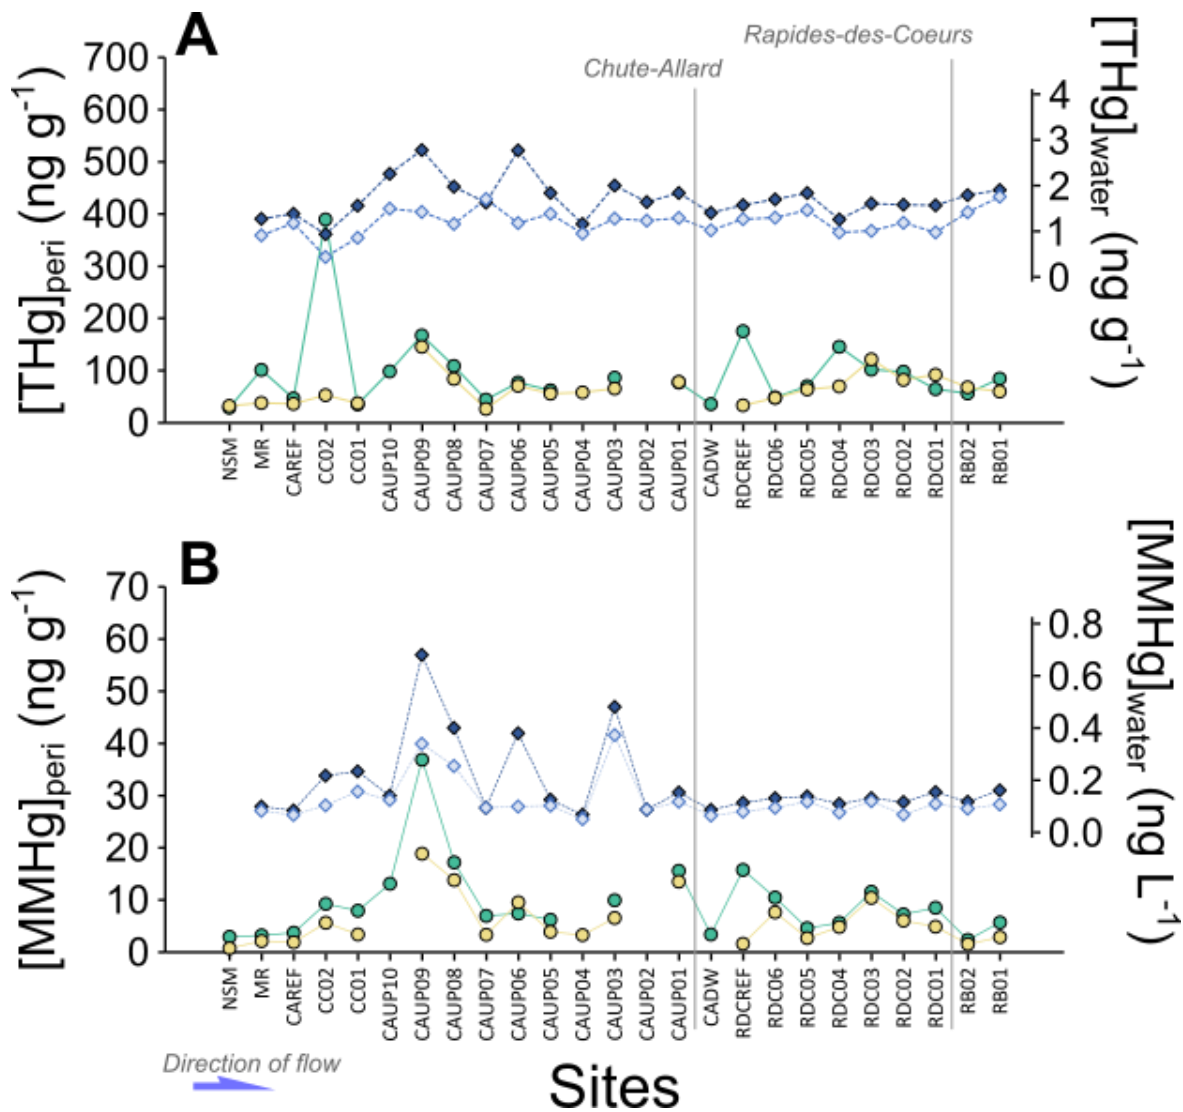 A
Rapides-des-Coeurs
Chute-Allard
[THg]peri (ng g-1)
700
600
500
400
300
200
100
0
[THg]water (ng g-1)
4
3
2
1
0
NSM MR CAREF CC02 CC01 CAUP10 CAUP09 CAUP08 CAUP07 CAUP06 CAUP05 CAUP04 CAUP03 CAUP02 CAUP01 CADW RDCREF RDC06 RDC05 RDC04 RDC03 RDC02 RDC01 RB02 RB01
B
[MMHg]peri (ng g-1)
70
60
50
40
30
20
10
0
[MMHg]water (ng L-1)
0.8
0.6
0.4
0.2
0.0
NSM MR CAREF CC02 CC01 CAUP10 CAUP09 CAUP08 CAUP07 CAUP06 CAUP05 CAUP04 CAUP03 CAUP02 CAUP01 CADW RDCREF RDC06 RDC05 RDC04 RDC03 RDC02 RDC01 RB02 RB01
Direction of flow
Sites